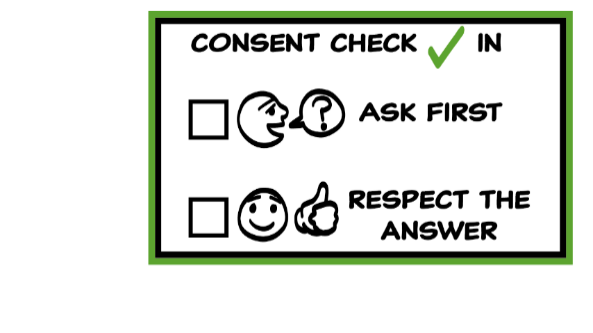 CONSENT CHECK IN
? ASK FIRST
RESPECT THE
ANSWER